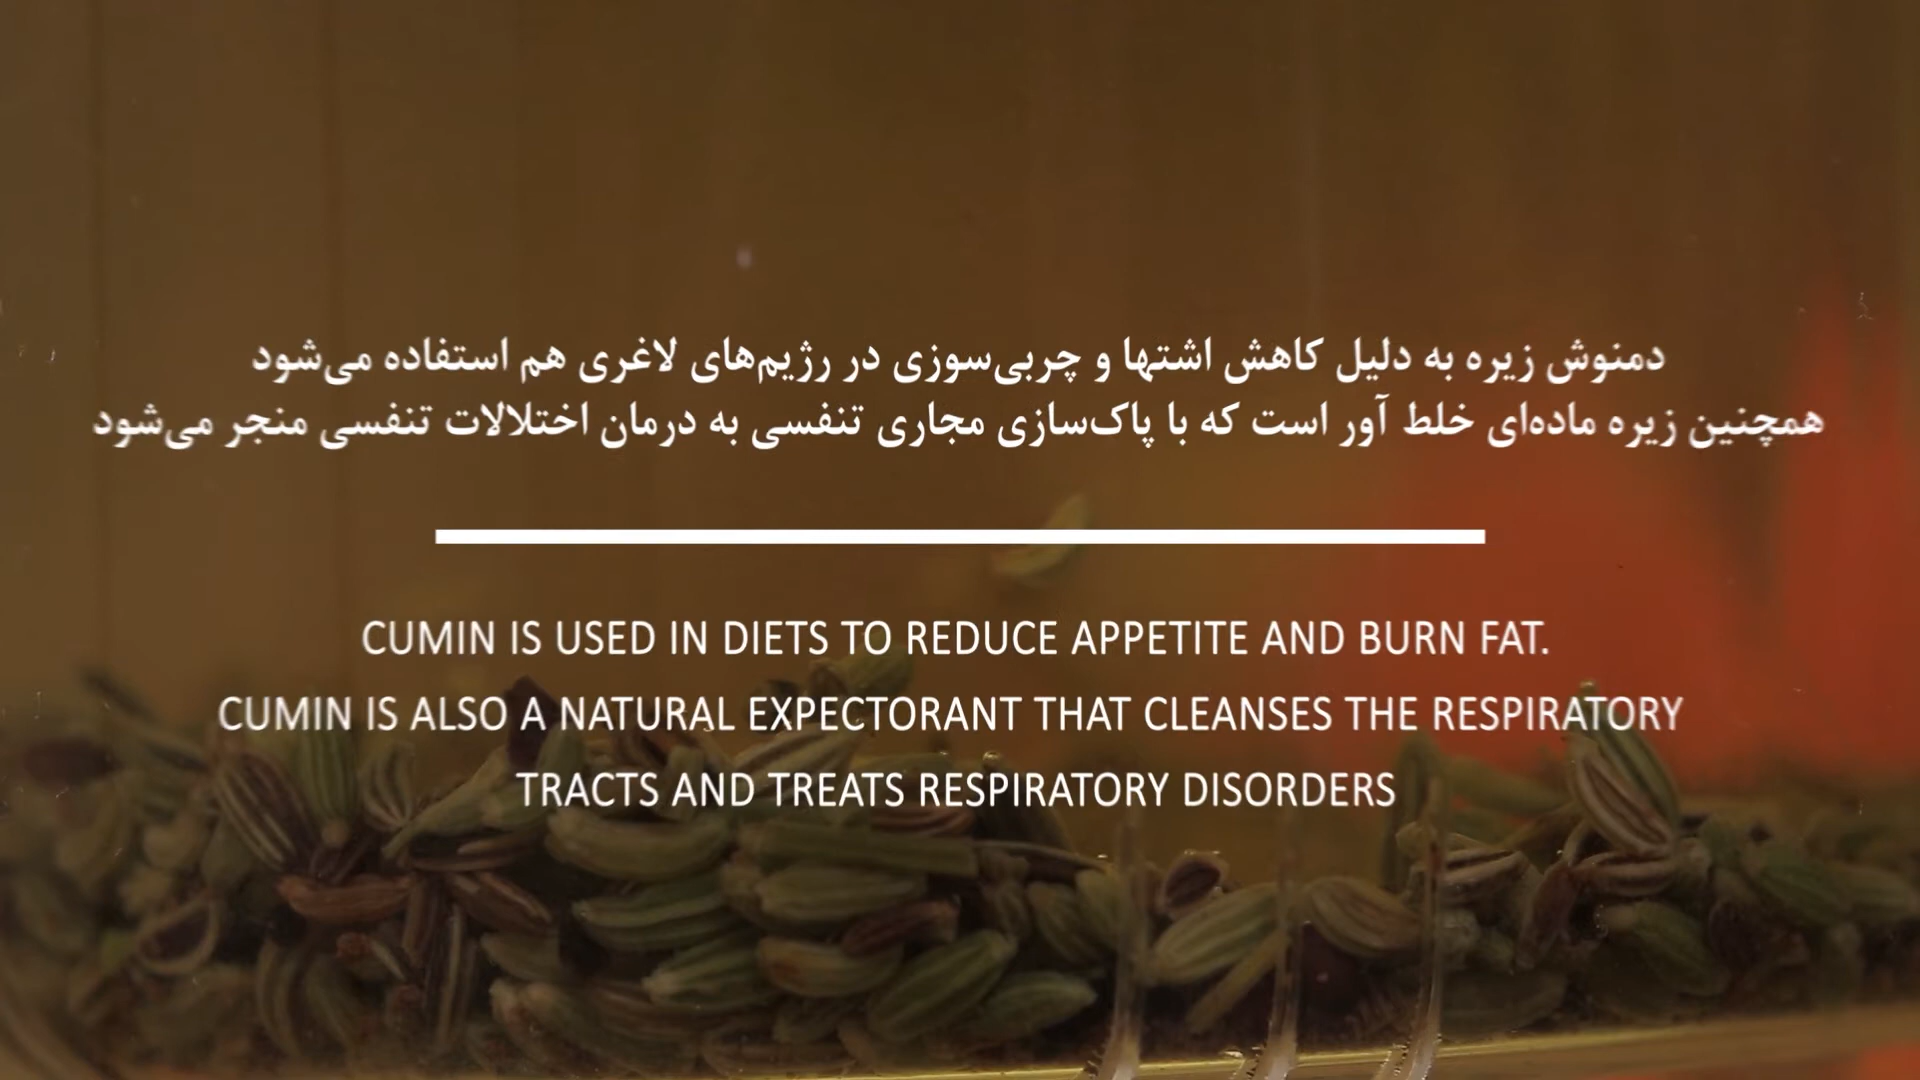 دمنوش زیره به دلیل کاهش اشتها و چربی‌سوزی در رژیم‌های لاغری هم استفاده می‌شود
همچنین زیره ماده‌ای خلط آور است که با پاک‌سازی مجاری تنفسی به درمان اختلالات تنفسی منجر می‌شود
CUMIN IS USED IN DIETS TO REDUCE APPETITE AND BURN FAT.
CUMIN IS ALSO A NATURAL EXPECTORANT THAT CLEANSES THE RESPIRATORY
TRACTS AND TREATS RESPIRATORY DISORDERS